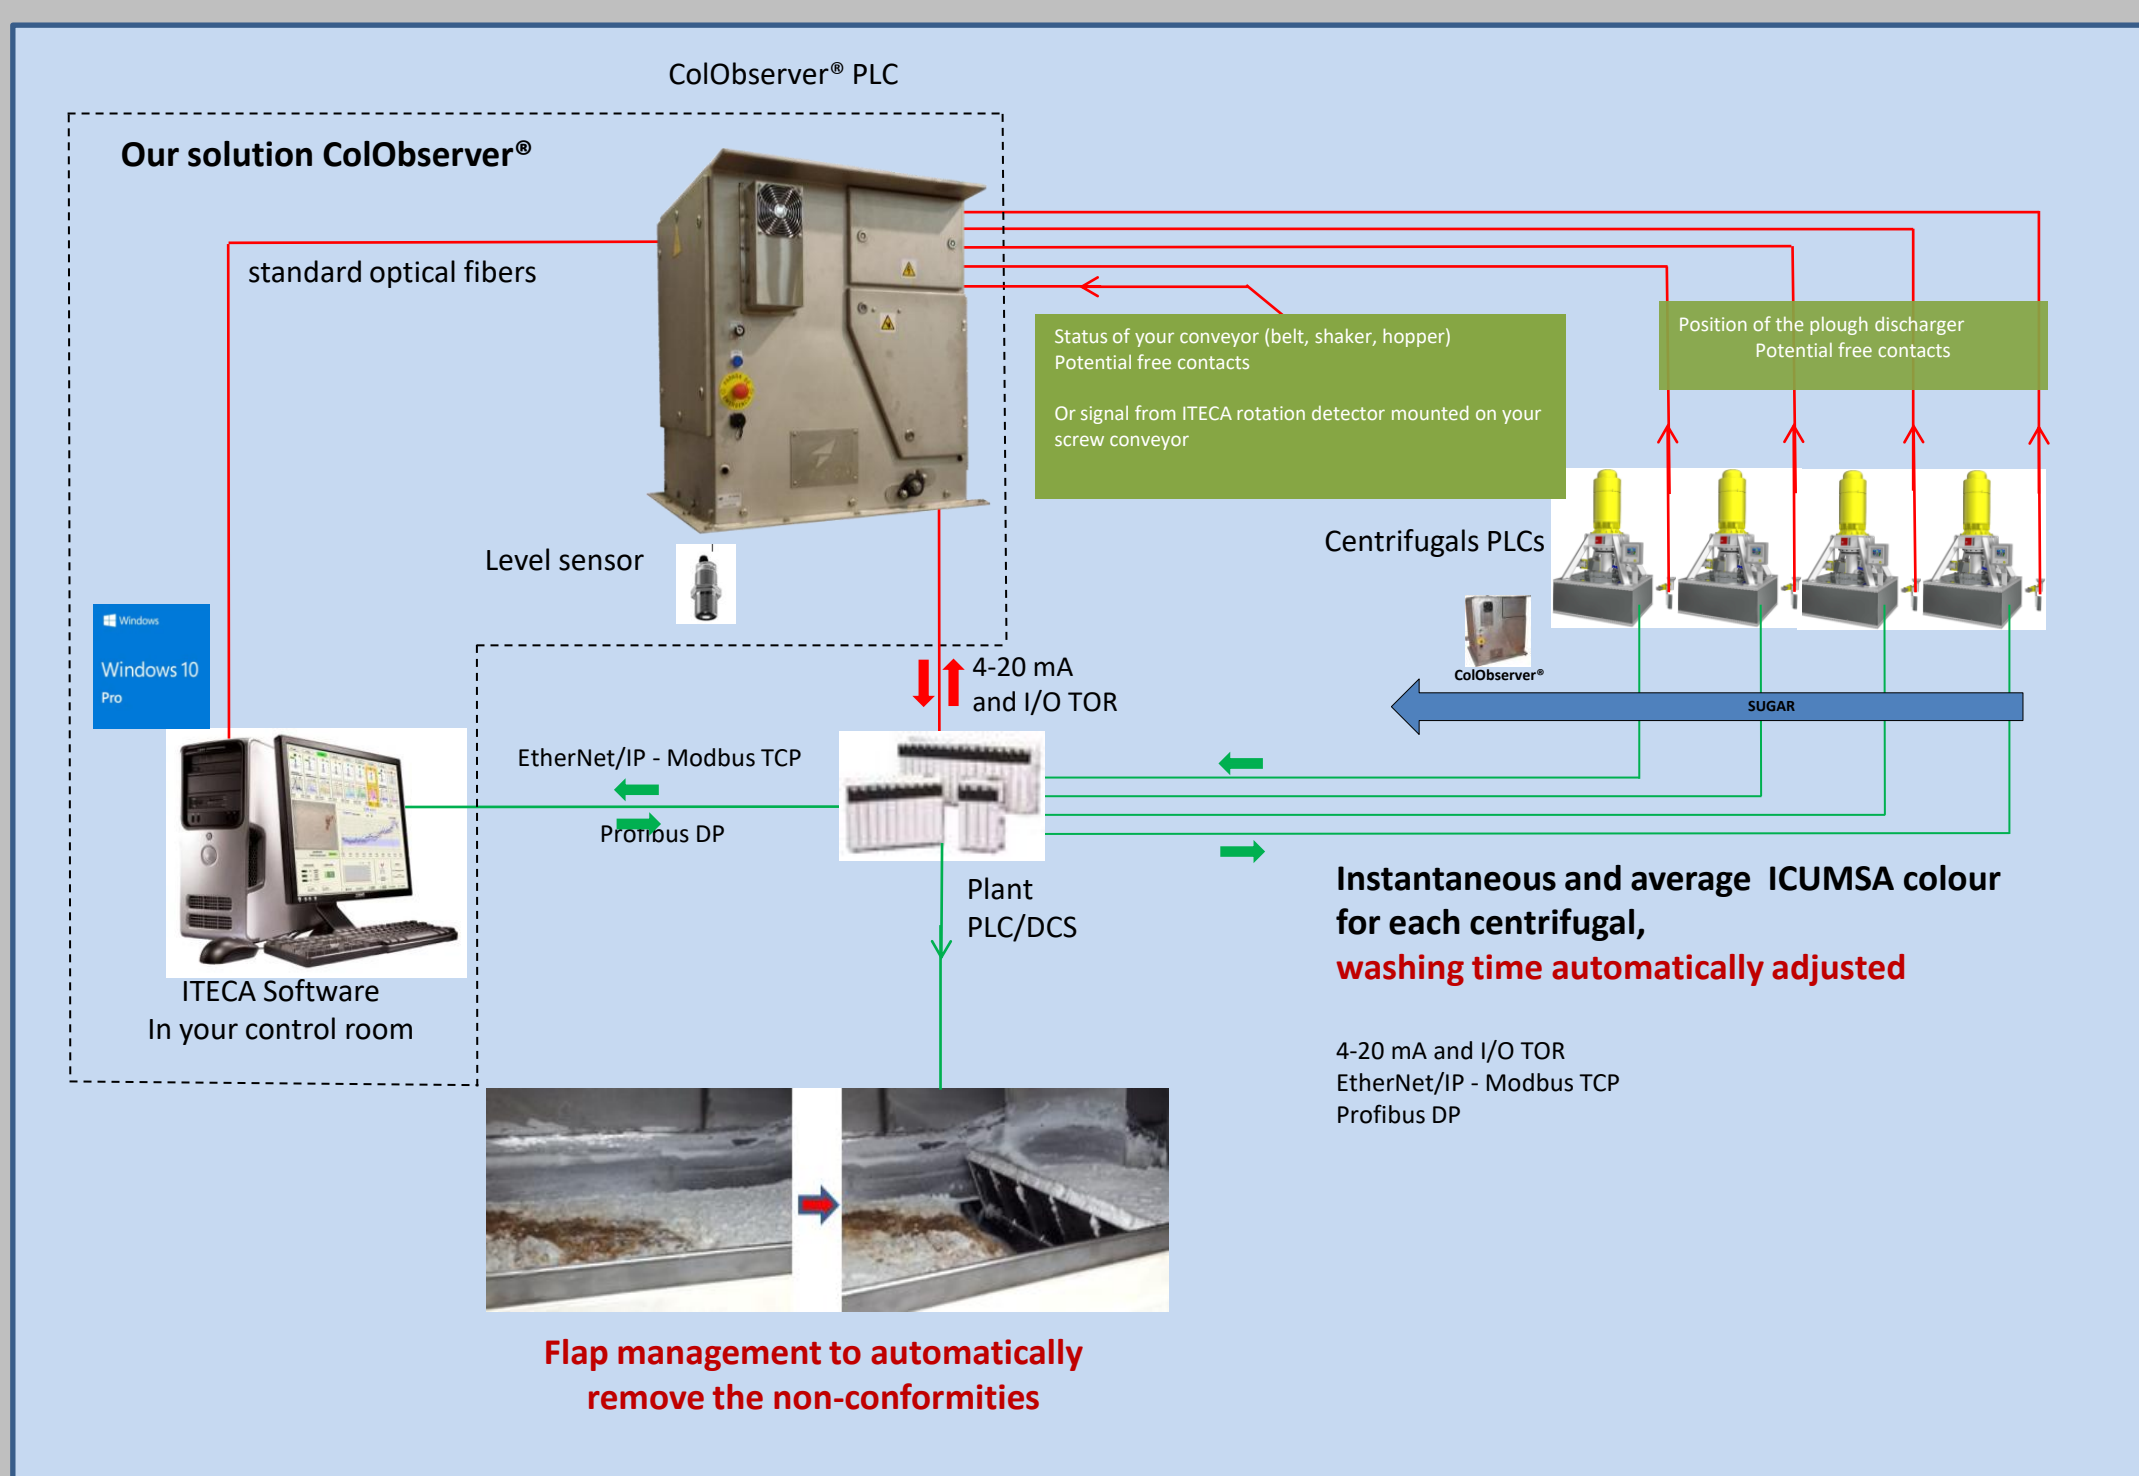 ColObserver® PLC
Our solution ColObserver®
standard optical fibers
Status of your conveyor (belt, shaker, hopper)
Potential free contacts
Or signal from ITECA rotation detector mounted on your
screw conveyor
Position of the plough discharger
Potential free contacts
Level sensor
Centrifugals PLCs
Windows
Windows 10
Pro
4-20 mA
and I/O TOR
ColObserver®
SUGAR
EtherNet/IP - Modbus TCP
Profibus DP
Plant
PLC/DCS
Instantaneous and average ICUMSA colour
for each centrifugal,
washing time automatically adjusted
ITECA Software
In your control room
4-20 mA and I/O TOR
EtherNet/IP - Modbus TCP
Profibus DP
Flap management to automatically
remove the non-conformities